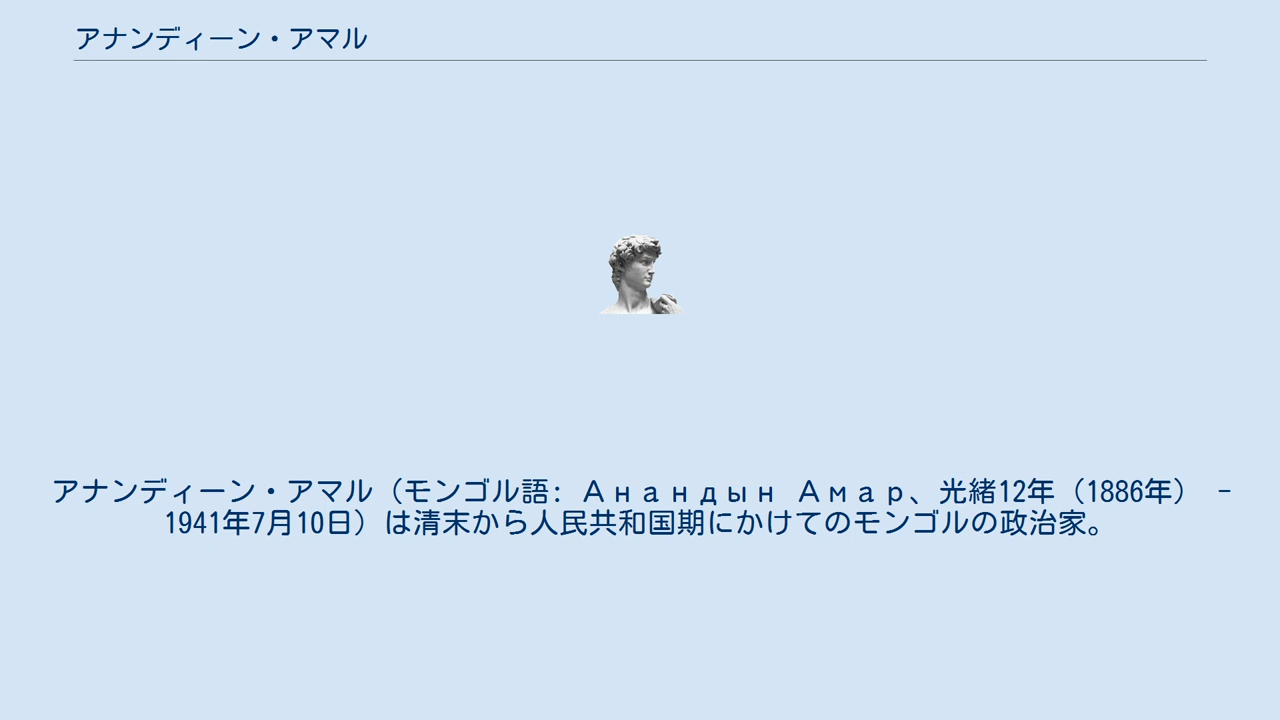 アナンディーン・アマル
アナンディーン・アマル（モンゴル語: Анандын Амар、光緒12年（1886年） -
1941年7月10日）は清末から人民共和国期にかけてのモンゴルの政治家。